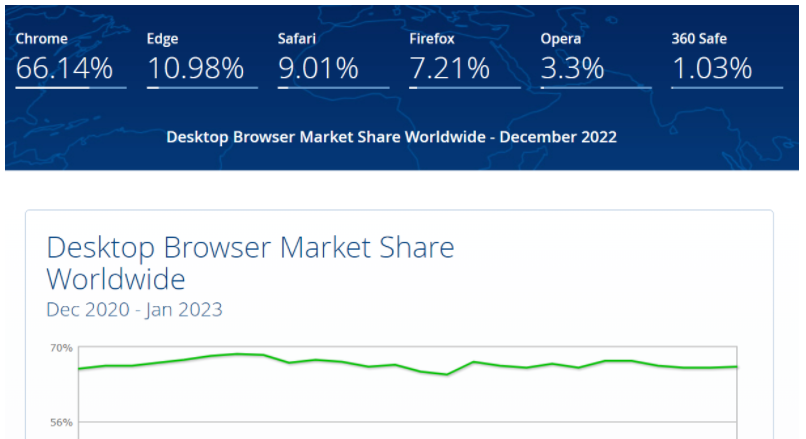 Chrome Edge Safari Firefox Opera 360 Safe
66.14% 10.98% 9.01% 7.21% 3.3% 1.03%
Desktop Browser Market Share Worldwide - December 2022
Desktop Browser Market Share
Worldwide
Dec 2020 - Jan 2023
70%
56%